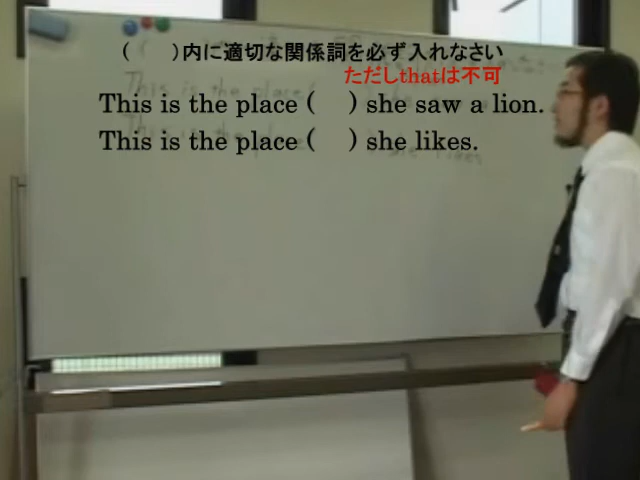 (　)内に適切な関係詞を必ず入れなさい
ただしthatは不可
This is the place (　) she saw a lion.
This is the place (　) she likes.